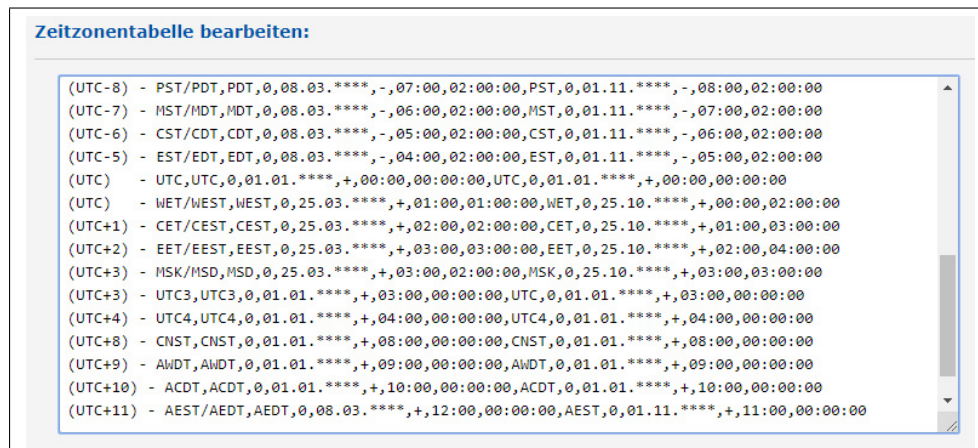 Zeitzonentabelle bearbeiten:
(UTC-8) - PST/PDT,PDT,0,08.03.****,-,07:00,02:00:00,PST,0,01.11.****,-,08:00,02:00:00
(UTC-7) - MST/MDT,MDT,0,08.03.****,-,06:00,02:00:00,MST,0,01.11.****,-,07:00,02:00:00
(UTC-6) - CST/CDT,CDT,0,08.03.****,-,05:00,02:00:00,CST,0,01.11.****,-,06:00,02:00:00
(UTC-5) - EST/EDT,EDT,0,08.03.****,-,04:00,02:00:00,EST,0,01.11.****,-,05:00,02:00:00
(UTC)   - UTC,UTC,0,01.01.****,+,00:00,00:00:00,UTC,0,01.01.****,+,00:00,00:00:00
(UTC)   - WET/WEST,WEST,0,25.03.****,+,01:00,01:00:00,WET,0,25.10.****,+,00:00,02:00:00
(UTC+1) - CET/CEST,CEST,0,25.03.****,+,02:00,02:00:00,CET,0,25.10.****,+,01:00,03:00:00
(UTC+2) - EET/EEST,EEST,0,25.03.****,+,03:00,03:00:00,EET,0,25.10.****,+,02:00,04:00:00
(UTC+3) - MSK/MSD,MSD,0,25.03.****,+,03:00,02:00:00,MSK,0,25.10.****,+,03:00,03:00:00
(UTC+3) - UTC3,UTC3,0,01.01.****,+,03:00,00:00:00,UTC,0,01.01.****,+,03:00,00:00:00
(UTC+4) - UTC4,UTC4,0,01.01.****,+,04:00,00:00:00,UTC4,0,01.01.****,+,04:00,00:00:00
(UTC+8) - CNST,CNST,0,01.01.****,+,08:00,00:00:00,CNST,0,01.01.****,+,08:00,00:00:00
(UTC+9) - AWDT,AWDT,0,01.01.****,+,09:00,00:00:00,AWDT,0,01.01.****,+,09:00,00:00:00
(UTC+10) - ACDT,ACDT,0,01.01.****,+,10:00,00:00:00,ACDT,0,01.01.****,+,10:00,00:00:00
(UTC+11) - AEST/AEDT,AEDT,0,08.03.****,+,12:00,00:00:00,AEST,0,01.11.****,+,11:00,00:00:00